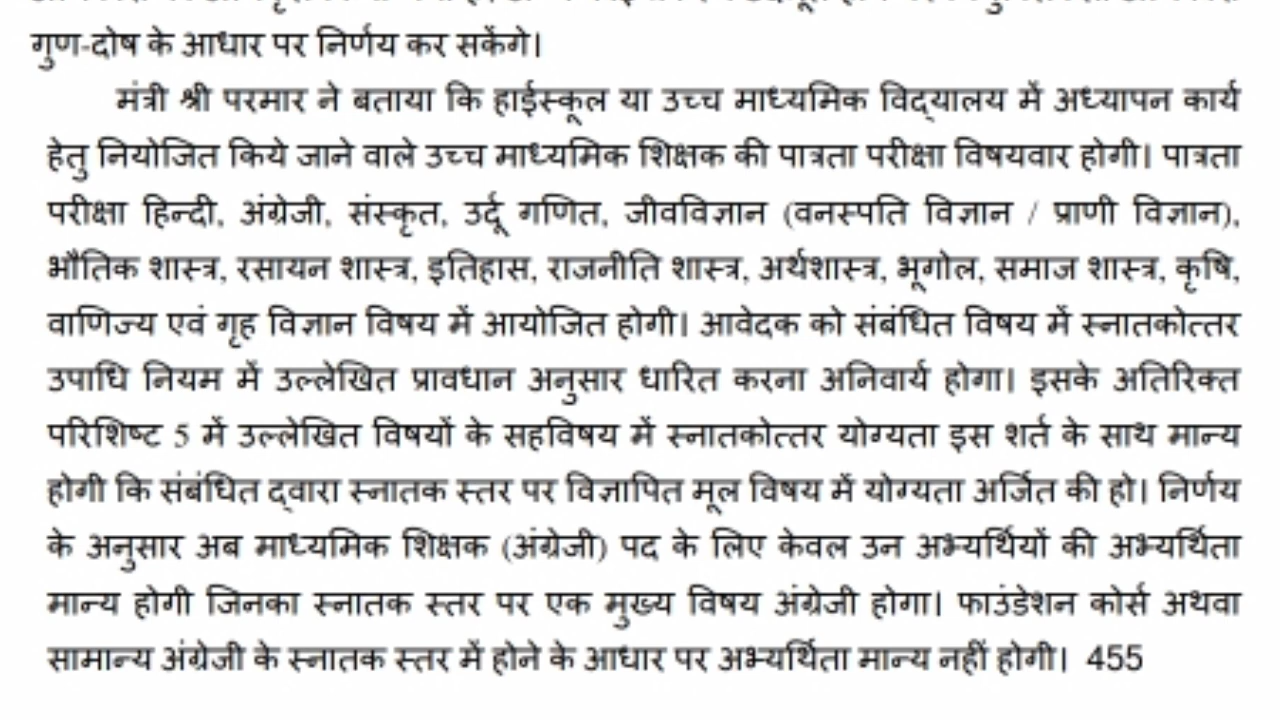 गुण-दोष के आधार पर निर्णय कर सकेंगे।
मंत्री श्री परमार ने बताया कि हाईस्कूल या उच्च माध्यमिक विद्यालय में अध्यापन कार्य
हेतु नियोजित किये जाने वाले उच्च माध्यमिक शिक्षक की पात्रता परीक्षा विषयवार होगी। पात्रता
परीक्षा हिन्दी, अंग्रेजी, संस्कृत, उर्दू गणित, जीवविज्ञान (वनस्पति विज्ञान / प्राणी विज्ञान),
भौतिक शास्त्र, रसायन शास्त्र, इतिहास, राजनीति शास्त्र, अर्थशास्त्र, भूगोल, समाज शास्त्र, कृषि,
वाणिज्य एवं गृह विज्ञान विषय में आयोजित होगी। आवेदक को संबंधित विषय में स्नातकोत्तर
उपाधि नियम में उल्लेखित प्रावधान अनुसार धारित करना अनिवार्य होगा। इसके अतिरिक्त
परिशिष्ट 5 में उल्लेखित विषयों के सहविषय में स्नातकोत्तर योग्यता इस शर्त के साथ मान्य
होगी कि संबंधित द्वारा स्नातक स्तर पर विज्ञापित मूल विषय में योग्यता अर्जित की हो। निर्णय
के अनुसार अब माध्यमिक शिक्षक (अंग्रेजी) पद के लिए केवल उन अभ्यर्थियों की अभ्यर्थिता
मान्य होगी जिनका स्नातक स्तर पर एक मुख्य विषय अंग्रेजी होगा। फाउंडेशन कोर्स अथवा
सामान्य अंग्रेजी के स्नातक स्तर में होने के आधार पर अभ्यर्थिता मान्य नहीं होगी। 455